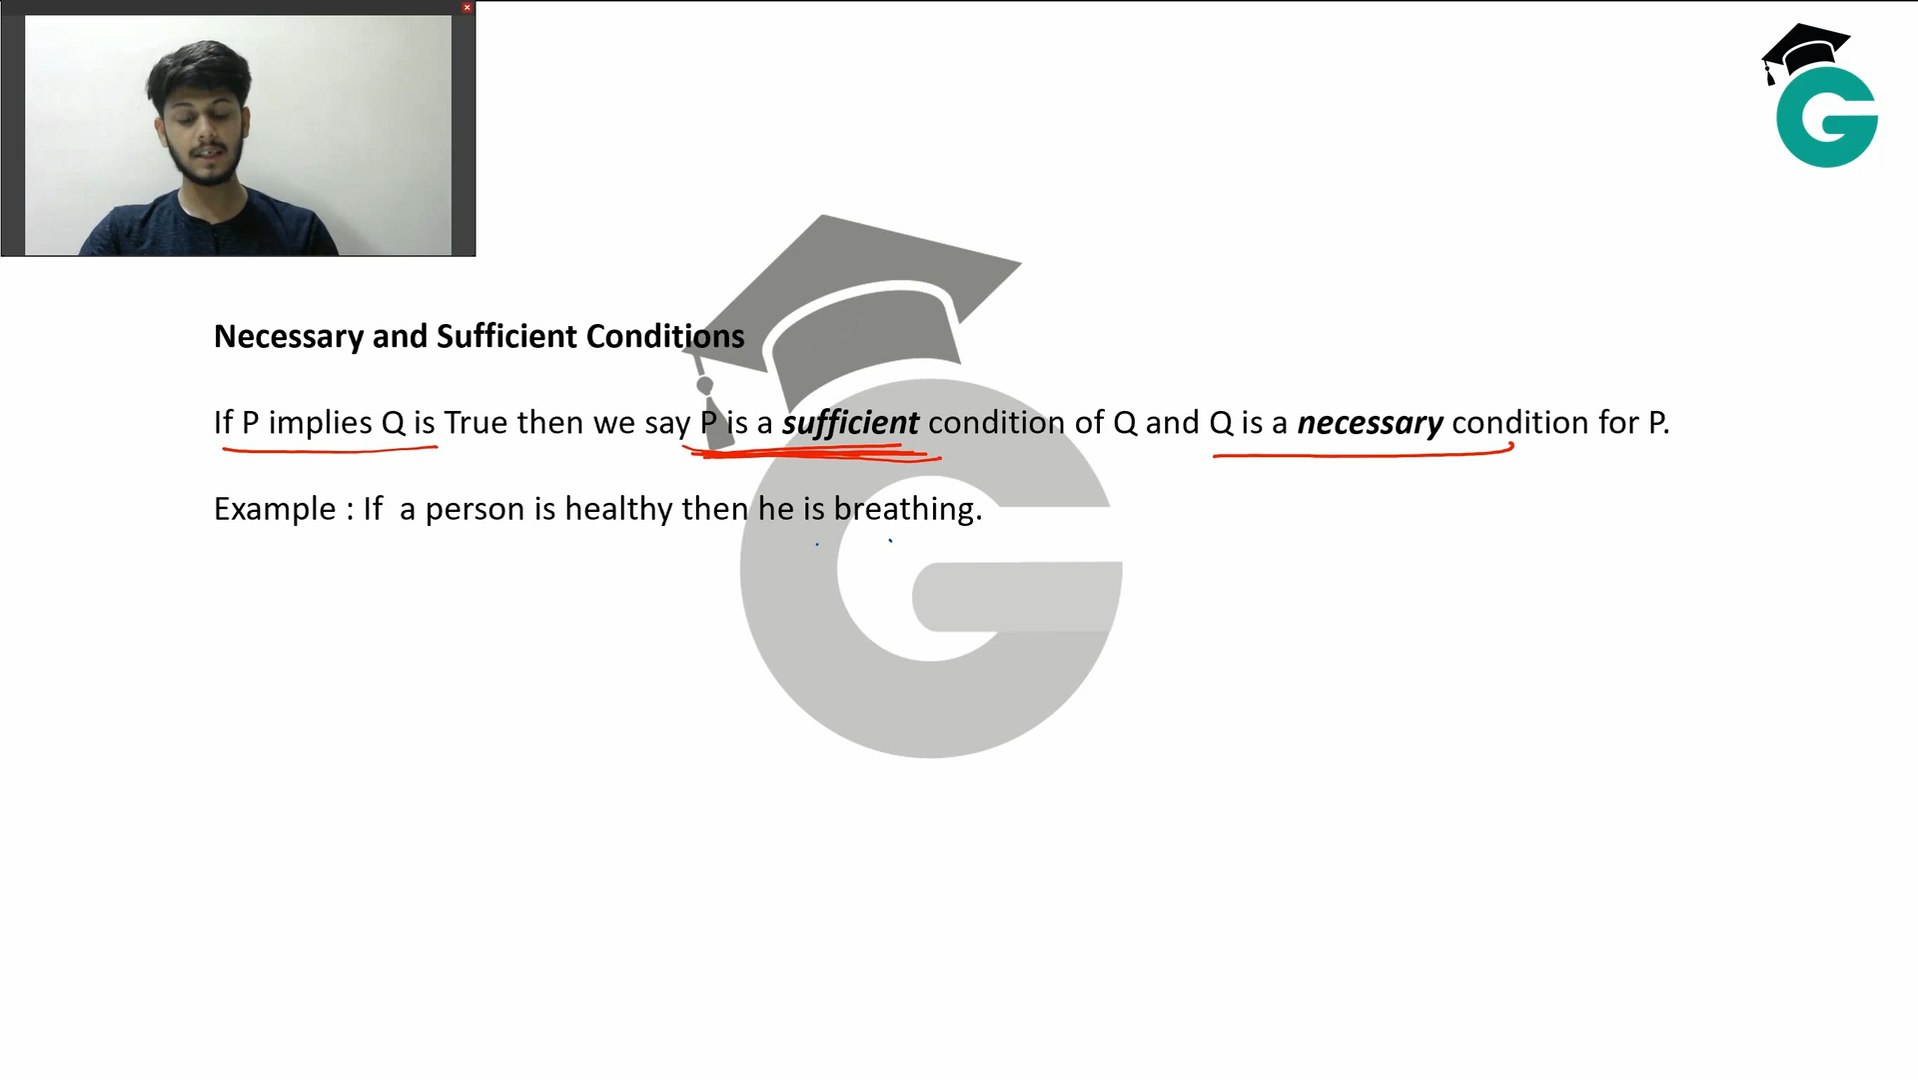 Necessary and Sufficient Conditions
If P implies Q is True then we say P is a sufficient condition of Q and Q is a necessary condition for P.
Example : If  a person is healthy then he is breathing.